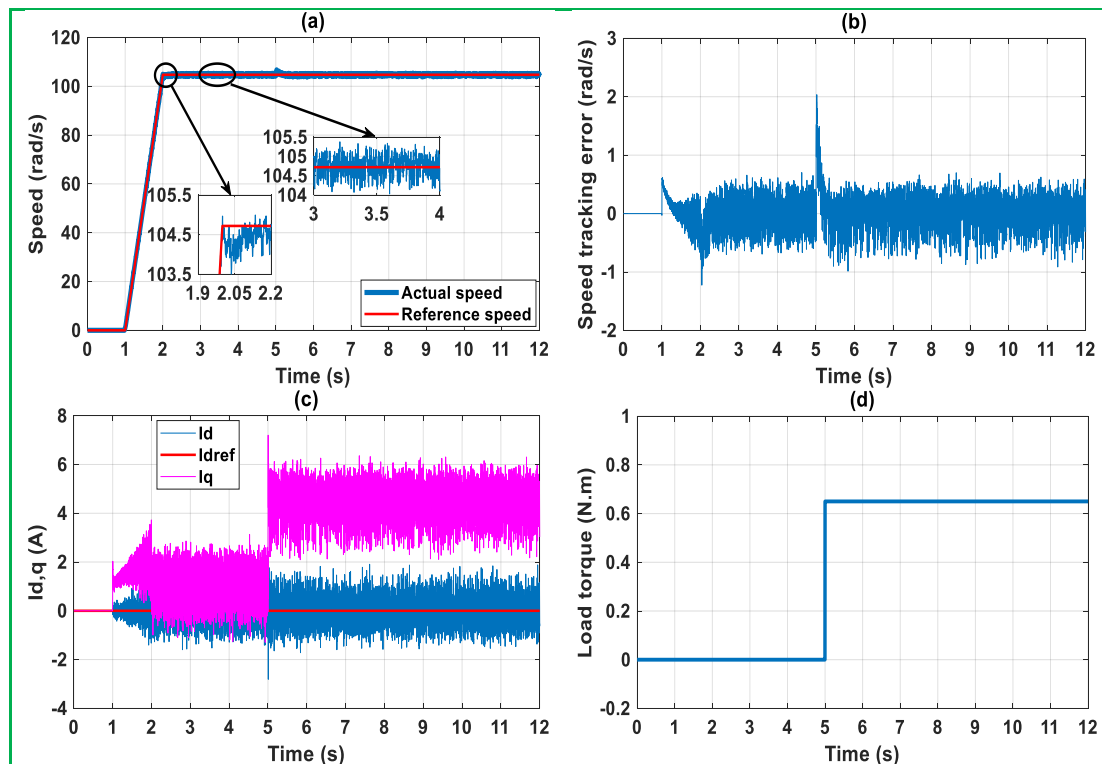 (a)
Speed (rad/s)
120
100
80
60
40
20
0
105.5
105
104.5
104
3 3.5 4
105.5
104.5
103.5
1.9 2.05 2.2
Actual speed
Reference speed
0 1 2 3 4 5 6 7 8 9 10 11 12
Time (s)
(b)
Speed tracking error (rad/s)
3
2
1
0
-1
-2
0 1 2 3 4 5 6 7 8 9 10 11 12
Time (s)
(c)
Id,q (A)
8
6
4
2
0
-2
-4
Id
Idref
Iq
0 1 2 3 4 5 6 7 8 9 10 11 12
Time (s)
(d)
Load torque (N.m)
1
0.8
0.6
0.4
0.2
0
-0.2
0 1 2 3 4 5 6 7 8 9 10 11 12
Time (s)